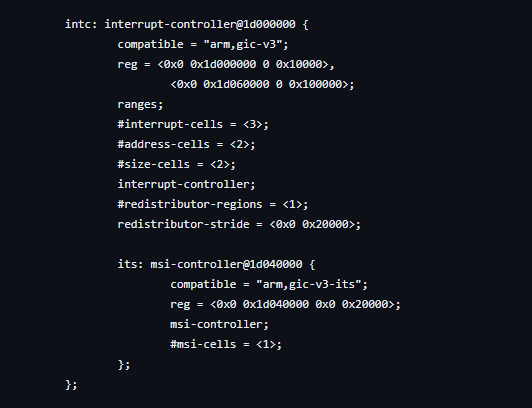 intc: interrupt-controller@1d000000 {
compatible = "arm,gic-v3";
reg = <0x0 0x1d000000 0 0x10000>,
<0x0 0x1d060000 0 0x100000>;
ranges;
#interrupt-cells = <3>;
#address-cells = <2>;
#size-cells = <2>;
interrupt-controller;
#redistributor-regions = <1>;
redistributor-stride = <0x0 0x20000>;
its: msi-controller@1d040000 {
compatible = "arm,gic-v3-its";
reg = <0x0 0x1d040000 0x0 0x20000>;
msi-controller;
#msi-cells = <1>;
};
};